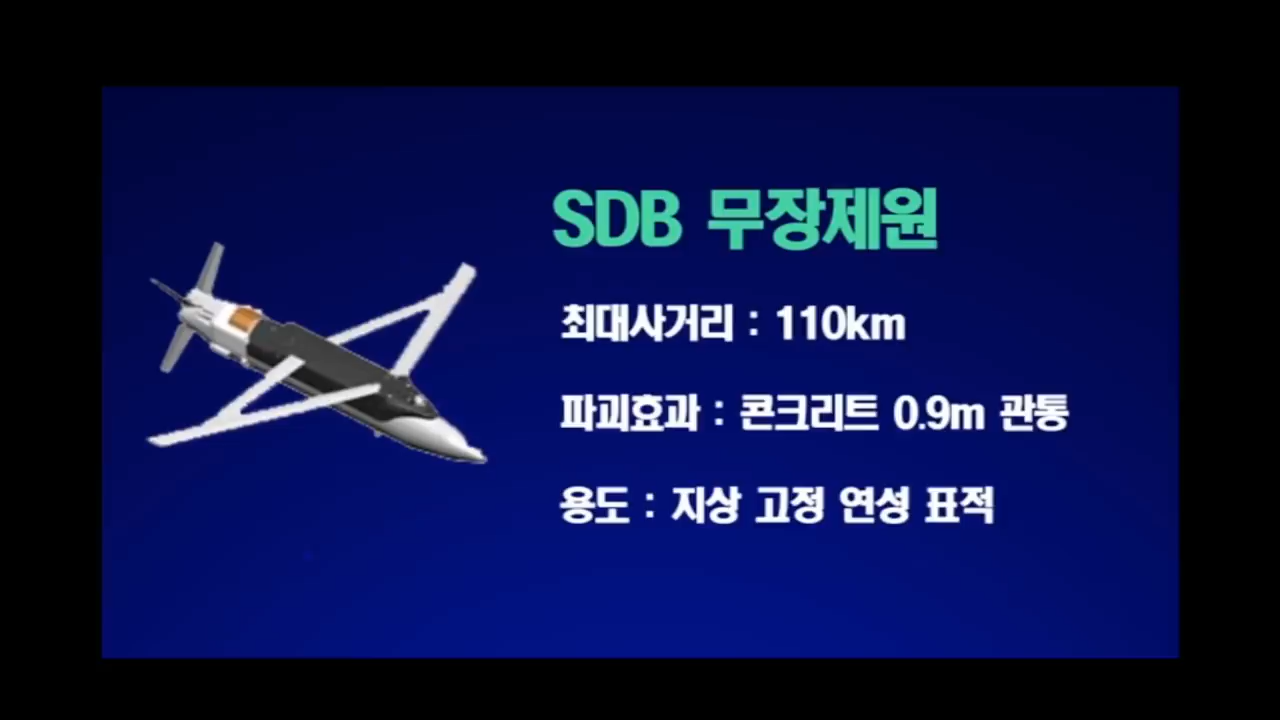 SDB 무장제원
최대사거리 : 110km
파괴효과 : 콘크리트 0.9m 관통
용도 : 지상 고정 연성 표적